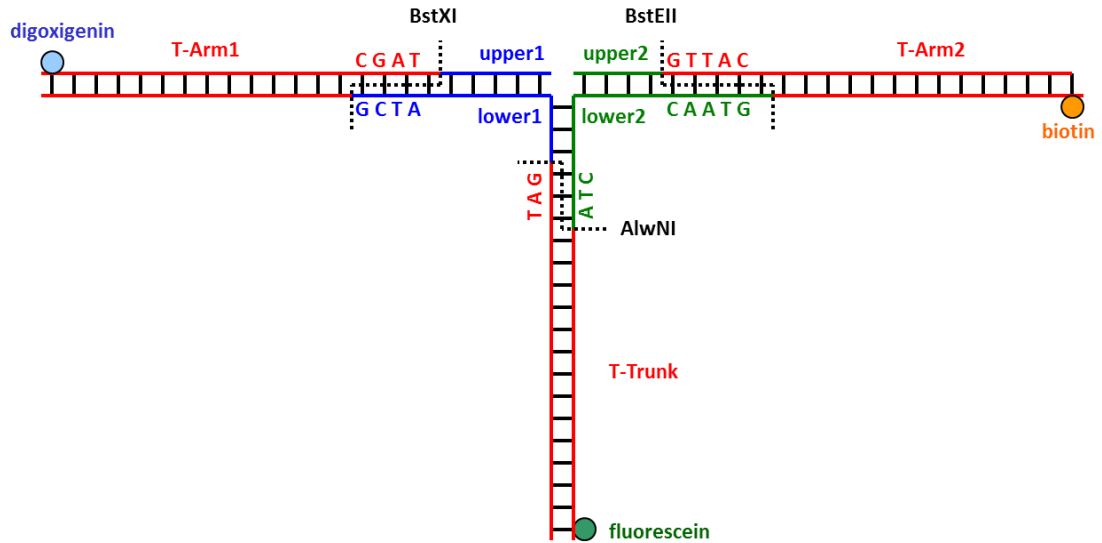 BstXI
BstEII
digoxigenin
T-Arm1
C G A T
upper1
upper2
G T T A C
T-Arm2
G C T A
lower1
lower2
C A A T G
biotin
T A G
A T C
AlwNI
T-Trunk
fluorescein